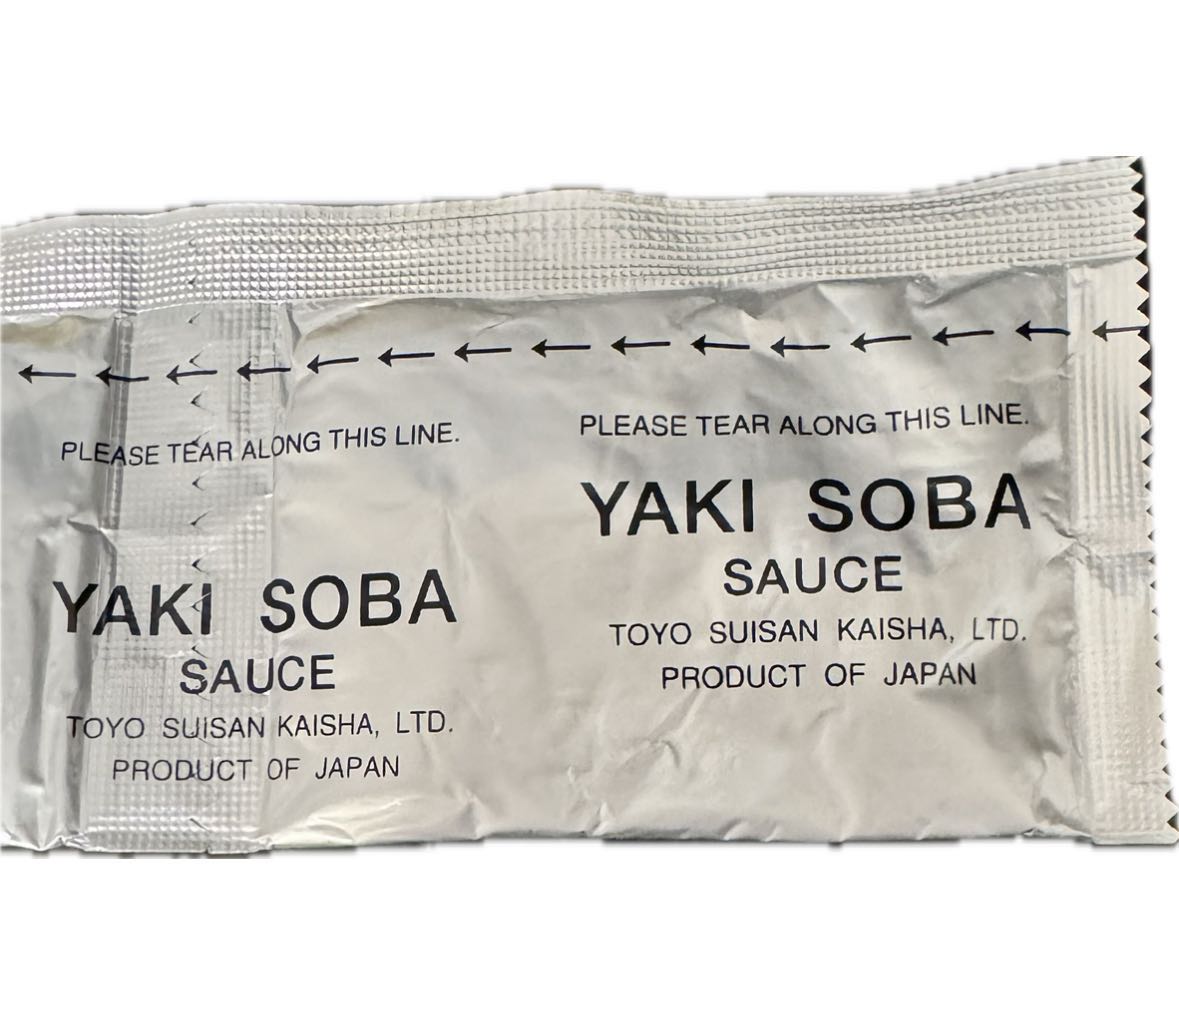 PLEASE TEAR ALONG THIS LINE.
YAKI SOBA
SAUCE
TOYO SUISAN KAISHA, LTD.
PRODUCT OF JAPAN
PLEASE TEAR ALONG THIS LINE.
YAKI SOBA
SAUCE
TOYO SUISAN KAISHA, LTD.
PRODUCT OF JAPAN